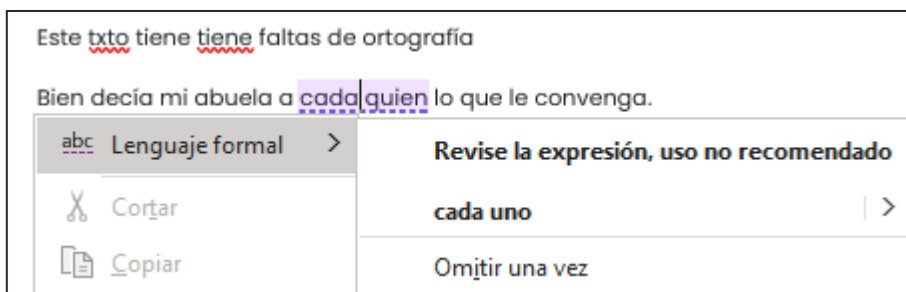 Este txto tiene tiene faltas de ortografía
Bien decía mi abuela a cada quien lo que le convenga.
abc Lenguaje formal >
Revise la expresión, uso no recomendado
Cortar
cada uno >
Copiar
Omitir una vez